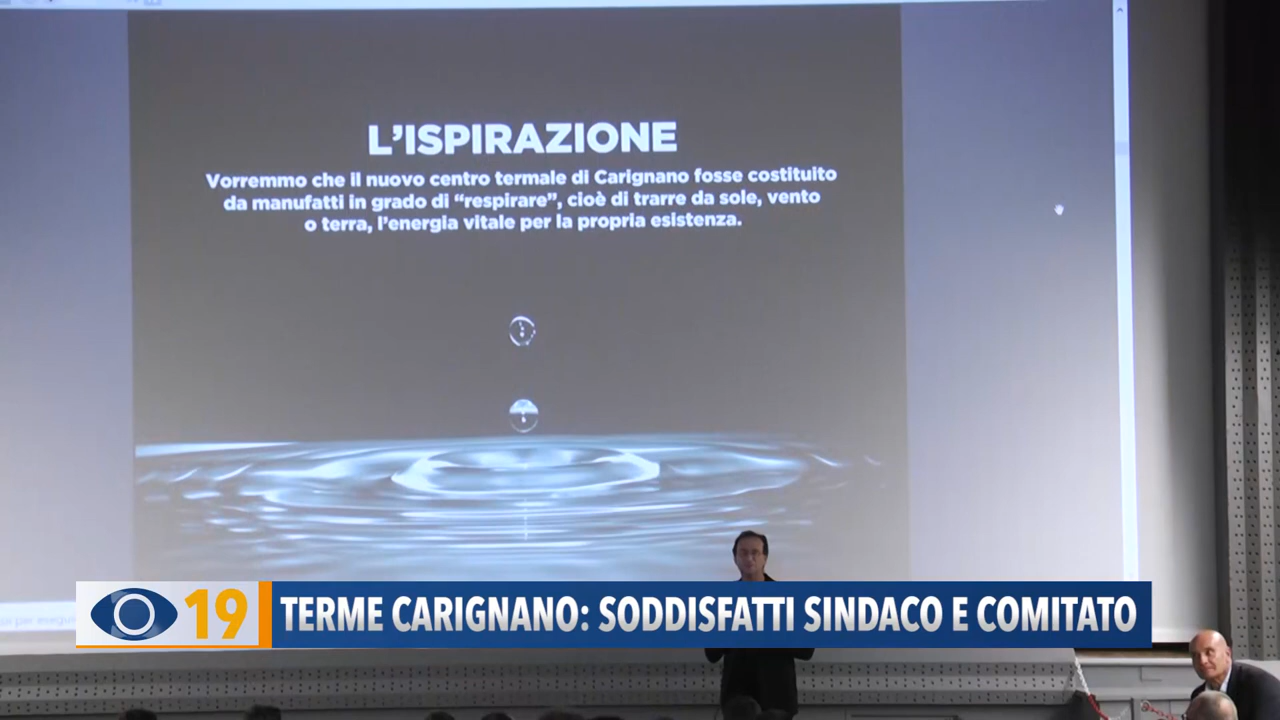 L'ISPIRAZIONE
Vorremmo che il nuovo centro termale di Carignano fosse costituito
da manufatti in grado di “respirare”, cioè di trarre da sole, vento
o terra, l'energia vitale per la propria esistenza.
19 TERME CARIGNANO: SODDISFATTI SINDACO E COMITATO